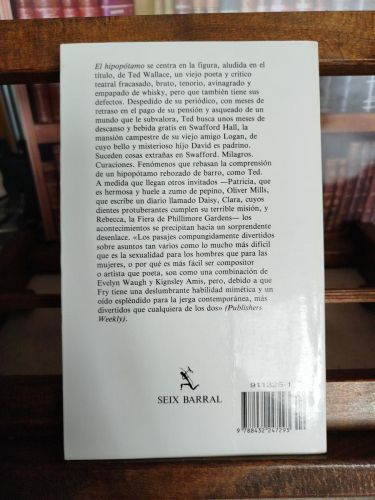 El hipopótamo se centra en la figura, aludida en el
título, de Ted Wallace, un viejo poeta y crítico
teatral fracasado, bruto, tenorio, avinagrado y
empapado de whisky, pero que también tiene sus
defectos. Despedido de su periódico, con meses de
retraso en el pago de su pensión y asqueado de un
mundo que le subvalora, Ted busca unos meses de
descanso y bebida gratis en Swafford Hall, la
mansión campestre de su viejo amigo Logan, de
cuyo bello y misterioso hijo David es padrino.
Suceden cosas extrañas en Swafford. Milagros.
Curaciones. Fenómenos que rebasan la comprensión
de un hipopótamo rebozado de barro, como Ted.
A medida que llegan otros invitados —Patricia, que
es hermosa y huele a zumo de pepino, Oliver Mills,
que escribe un diario llamado Daisy, Clara, cuyos
dientes protuberantes cumplen su terrible misión, y
Rebecca, la Fiera de Phillimore Gardens— los
acontecimientos se precipitan hacia un sorprendente
desenlace. «Los pasajes compungidamente divertidos
sobre asuntos tan varios como lo mucho más difícil
que es la sexualidad para los hombres que para las
mujeres, o por qué es más fácil ser compositor
o artista que poeta, son como una combinación de
Evelyn Waugh y Kignsley Amis, pero, debido a que
Fry tiene una deslumbrante habilidad mimética y un
oído espléndido para la jerga contemporánea, más
divertidos que cualquiera de los dos» (Publishers
Weekly).
SEIX BARRAL
911325-1
9 788432 247293